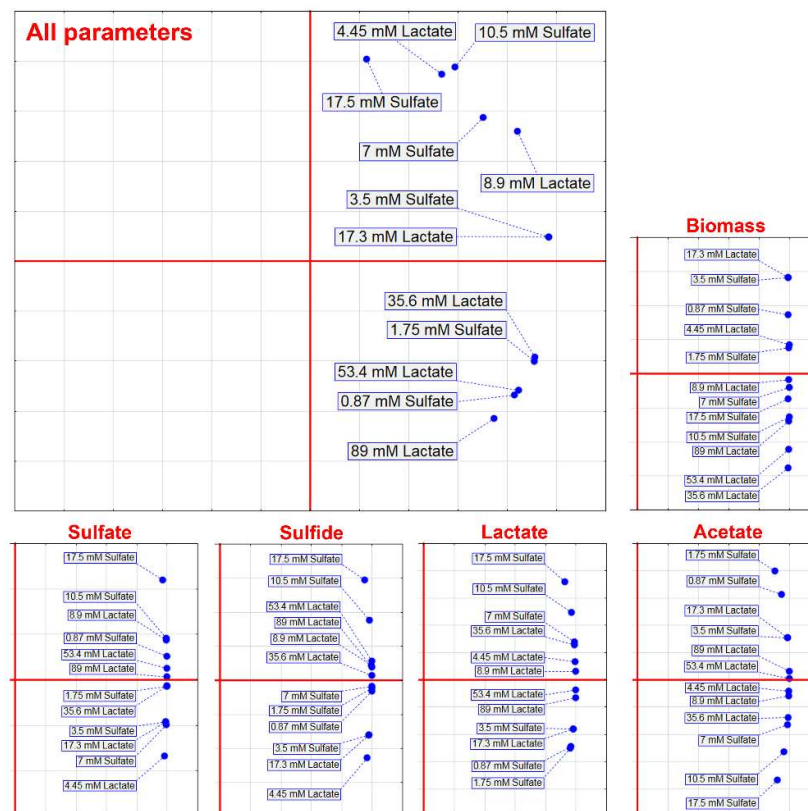 All parameters
4.45 mM Lactate
10.5 mM Sulfate
17.5 mM Sulfate
7 mM Sulfate
8.9 mM Lactate
3.5 mM Sulfate
17.3 mM Lactate
35.6 mM Lactate
1.75 mM Sulfate
53.4 mM Lactate
0.87 mM Sulfate
89 mM Lactate
Biomass
17.3 mM Lactate
3.5 mM Sulfate
0.87 mM Sulfate
4.45 mM Lactate
1.75 mM Sulfate
8.9 mM Lactate
7 mM Sulfate
17.5 mM Sulfate
10.5 mM Sulfate
89 mM Lactate
53.4 mM Lactate
35.6 mM Lactate
Sulfate
17.5 mM Sulfate
10.5 mM Sulfate
8.9 mM Lactate
0.87 mM Sulfate
53.4 mM Lactate
89 mM Lactate
1.75 mM Sulfate
35.6 mM Lactate
3.5 mM Sulfate
17.3 mM Lactate
7 mM Sulfate
4.45 mM Lactate
Sulfide
17.5 mM Sulfate
10.5 mM Sulfate
53.4 mM Lactate
89 mM Lactate
8.9 mM Lactate
35.6 mM Lactate
7 mM Sulfate
1.75 mM Sulfate
0.87 mM Sulfate
3.5 mM Sulfate
17.3 mM Lactate
4.45 mM Lactate
Lactate
17.5 mM Sulfate
10.5 mM Sulfate
7 mM Sulfate
35.6 mM Lactate
4.45 mM Lactate
8.9 mM Lactate
53.4 mM Lactate
89 mM Lactate
3.5 mM Sulfate
17.3 mM Lactate
0.87 mM Sulfate
1.75 mM Sulfate
Acetate
1.75 mM Sulfate
0.87 mM Sulfate
17.3 mM Lactate
3.5 mM Sulfate
89 mM Lactate
53.4 mM Lactate
4.45 mM Lactate
8.9 mM Lactate
35.6 mM Lactate
7 mM Sulfate
10.5 mM Sulfate
17.5 mM Sulfate